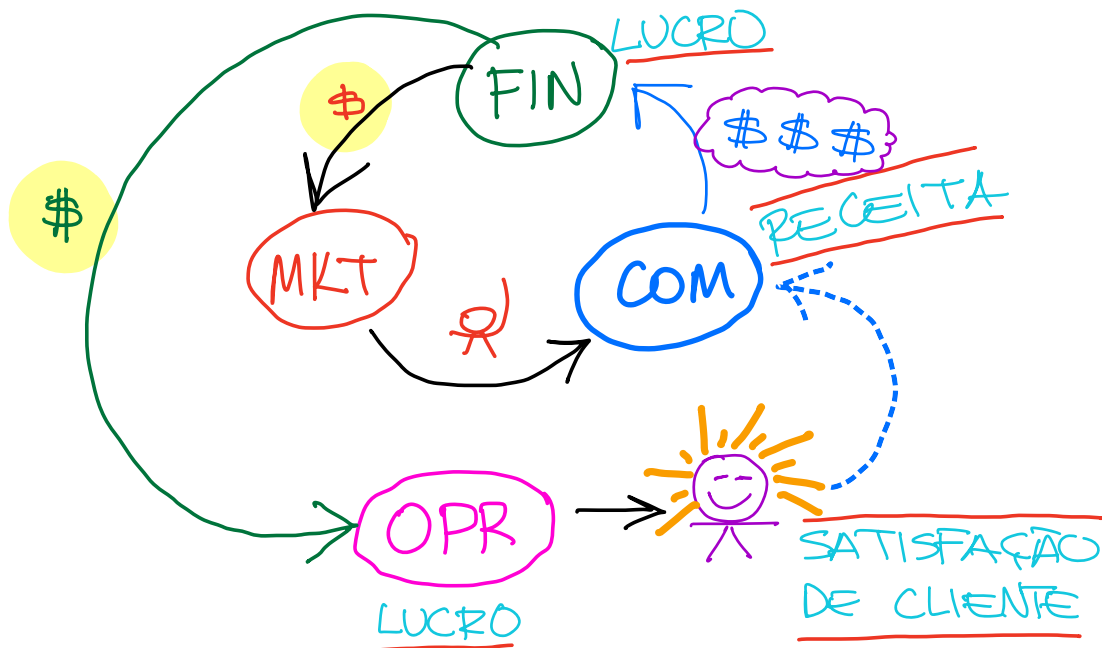 LUCRO
FIN
$
$ $ $
$
RECEITA
MKT
COM
OPR
SATISFAÇÃO
DE CLIENTE
LUCRO